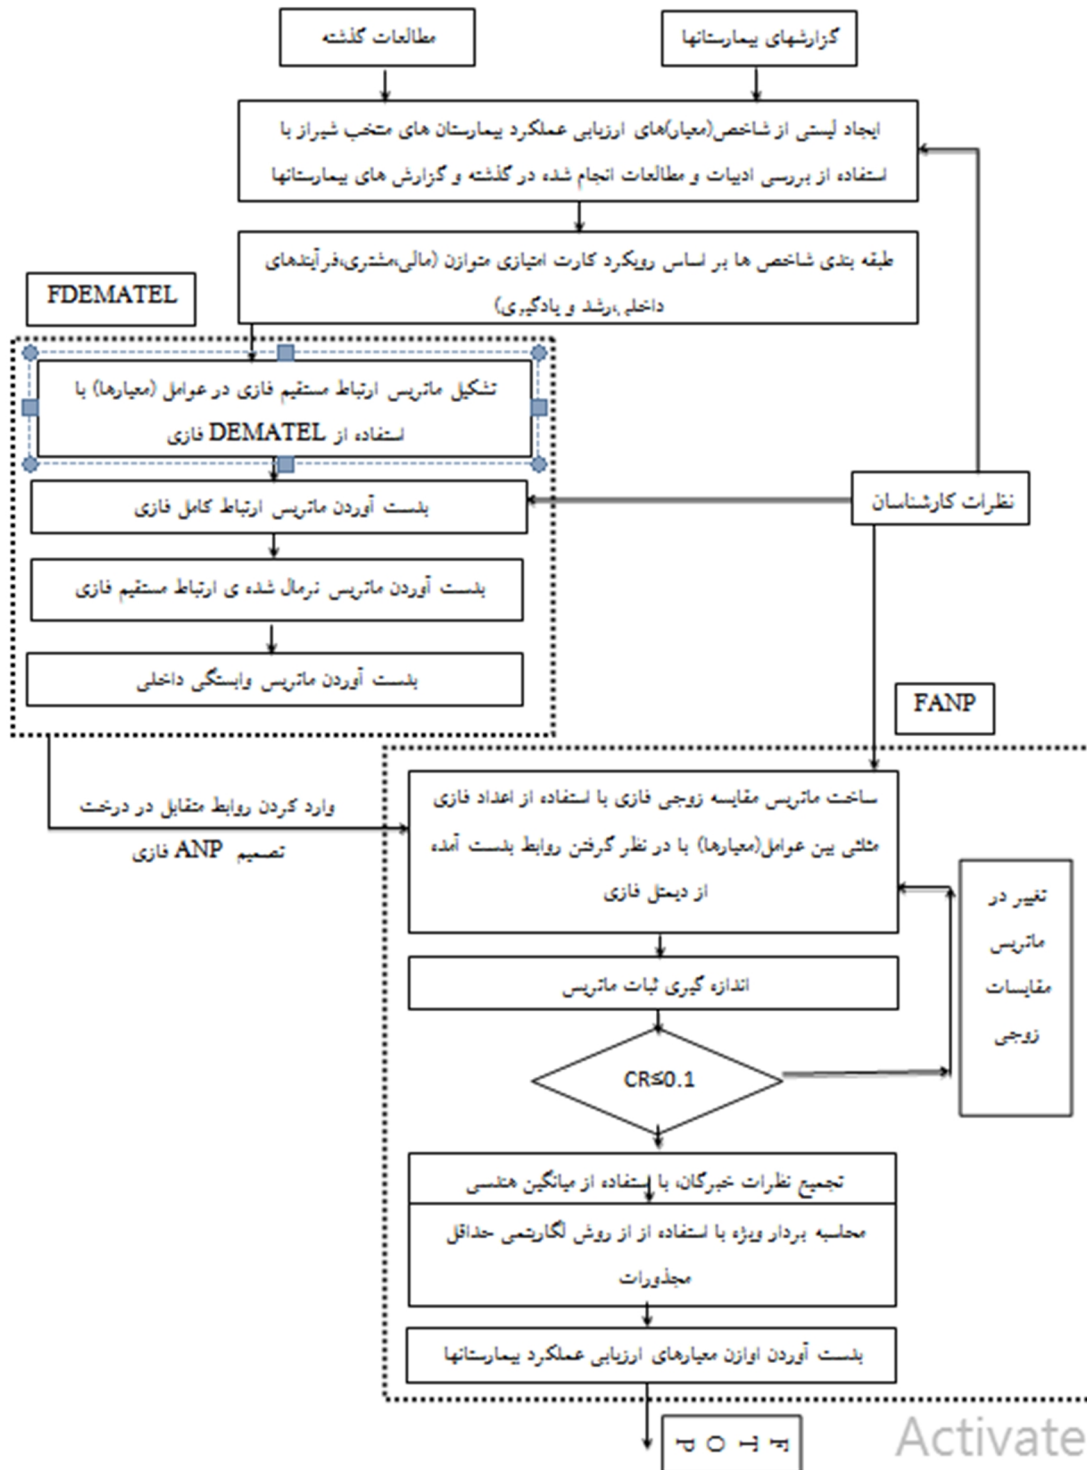 مطالعات گذشته
گزارشهای بیمارستانها
ایجاد لیستی از شاخص(معیار)های ارزیابی عملکرد بیمارستان های متخب شیراز با
استفاده از بررسی ادبیات و مطالعات انجام شده در گذشته و گزارش های بیمارستانها
طبقه بندی شاخص ها بر اساس رویکرد کارت امتیازی متوازن (مالی،مشتری،فرآیندهای
داخلی،رشد و یادگیری)
FDEMATEL
تشکیل ماتریس ارتباط مستقیم فازی در عوامل (معیارها) با
استفاده از DEMATEL فازی
بدست آوردن ماتریس ارتباط کامل فازی
نظرات کارشناسان
بدست آوردن ماتریس نرمال شده ی ارتباط مستقیم فازی
بدست آوردن ماتریس وابستگی داخلی
FANP
وارد کردن روابط متقابل در درخت
تصمیم ANP فازی
ساخت ماتریس مقایسه زوجی فازی با استفاده از اعداد فازی
مثلثی بین عوامل(معیارها) با در نظر گرفتن روابط بدست آمده
از دیمتل فازی
تغییر در
ماتریس
مقایسات
زوجی
اندازه گیری ثبات ماتریس
CR≤0.1
تجمیع نظرات خبرگان، با استفاده از میانگین هندسی
محاسبه بردار ویژه با استفاده از از روش لگاریتمی حداقل
مجذورات
بدست آوردن اوازن معیارهای ارزیابی عملکرد بیمارستانها
F T O P
Activate